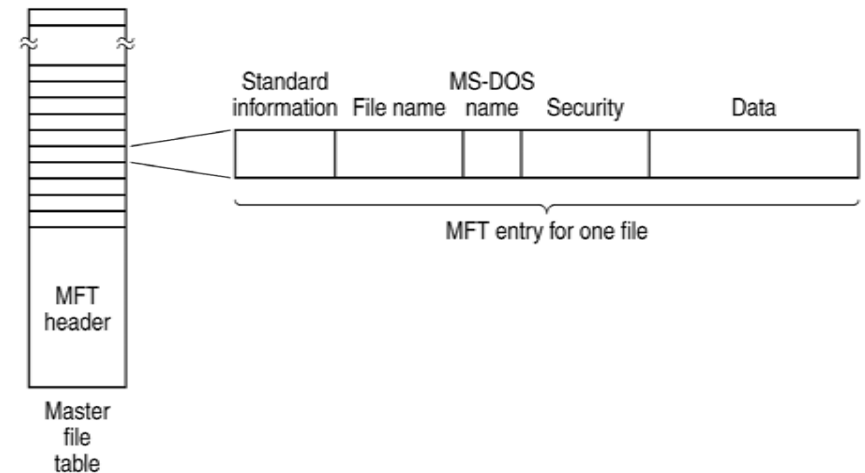 Standard
information
File name
MS-DOS
name
Security
Data
MFT entry for one file
MFT
header
Master
file
table